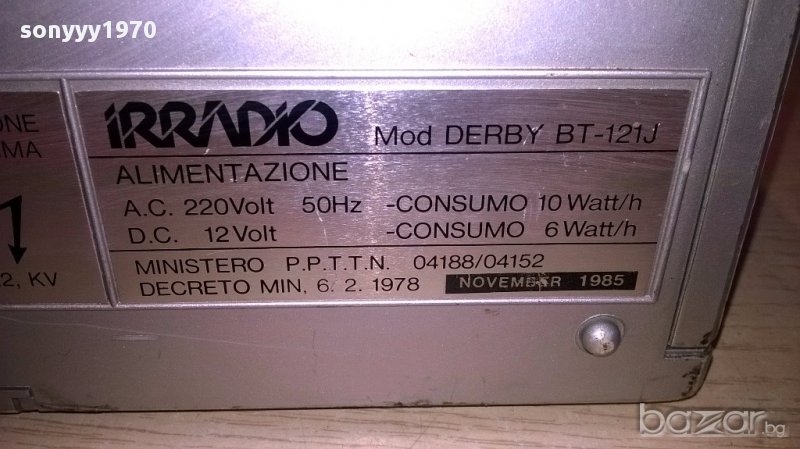 sonyyy1970
IRRADIO Mod DERBY BT-121J
ALIMENTAZIONE
A.C. 220Volt 50Hz -CONSUMO 10 Watt/h
D.C. 12Volt -CONSUMO 6 Watt/h
MINISTERO P.P.T.T.N. 04188/04152
DECRETO MIN, 6. 2. 1978 NOVEMBER 1985
ONE
IMA
2, KV
bazar.bg